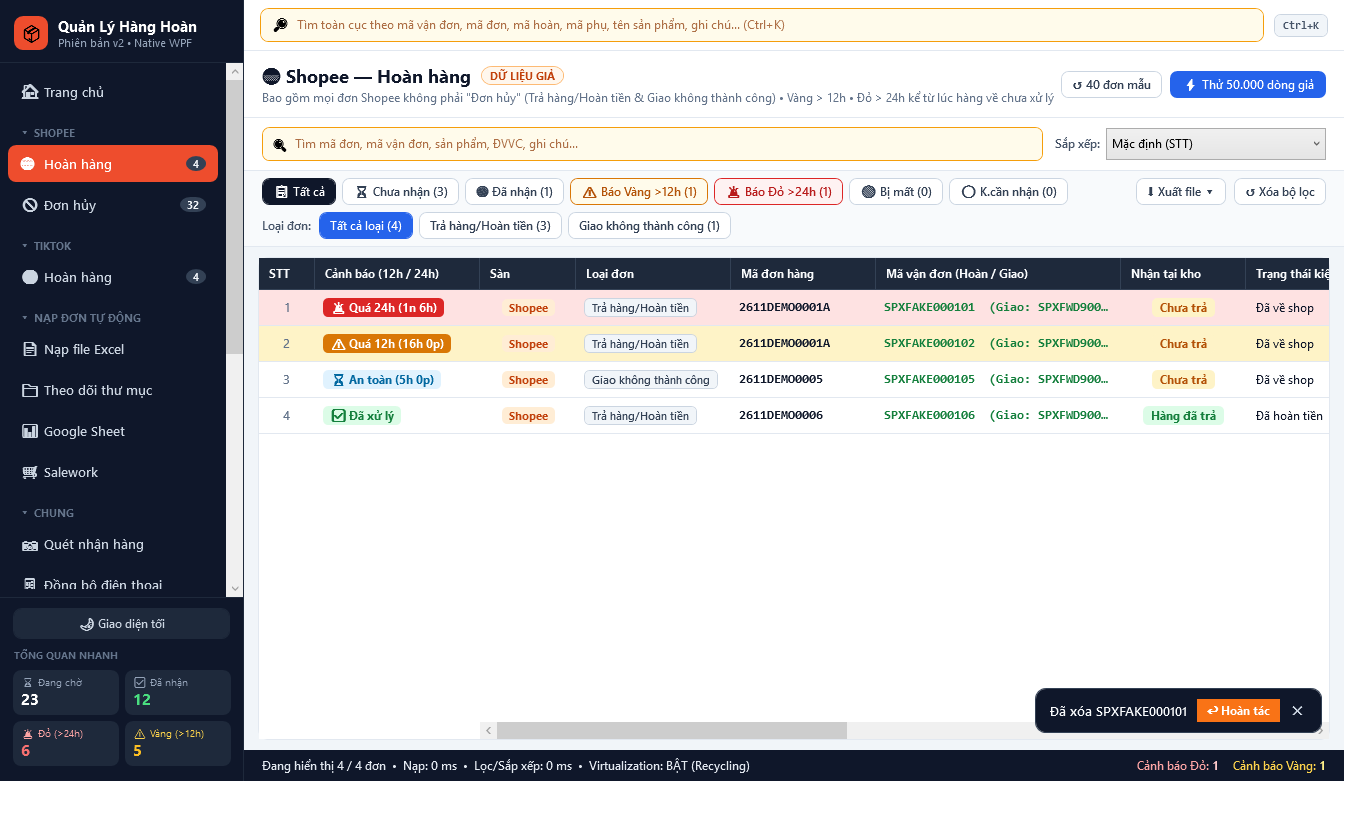 Quản Lý Hàng Hoàn
Phiên bản v2 • Native WPF
Trang chủ
SHOPEE
Hoàn hàng 4
Đơn hủy 32
TIKTOK
Hoàn hàng 4
NẠP ĐƠN TỰ ĐỘNG
Nạp file Excel
Theo dõi thư mục
Google Sheet
Salework
CHUNG
Quét nhận hàng
Đồng bộ điện thoại
Giao diện tối
TỔNG QUAN NHANH
Đang chờ
23
Đã nhận
12
Đỏ (>24h)
6
Vàng (>12h)
5
Tìm toàn cục theo mã vận đơn, mã đơn, mã hoàn, mã phụ, tên sản phẩm, ghi chú... (Ctrl+K)
Ctrl+K
Shopee — Hoàn hàng DỮ LIỆU GIẢ
Bao gồm mọi đơn Shopee không phải "Đơn hủy" (Trả hàng/Hoàn tiền & Giao không thành công) • Vàng > 12h • Đỏ > 24h kể từ lúc hàng về chưa xử lý
↺ 40 đơn mẫu
Thử 50.000 dòng giả
Tìm mã đơn, mã vận đơn, sản phẩm, ĐVVC, ghi chú...
Sắp xếp: Mặc định (STT)
Tất cả Chưa nhận (3) Đã nhận (1) Báo Vàng >12h (1) Báo Đỏ >24h (1) Bị mất (0) K.cần nhận (0) ⬇ Xuất file ▾ ↺ Xóa bộ lọc
Loại đơn: Tất cả loại (4) Trả hàng/Hoàn tiền (3) Giao không thành công (1)
STT Cảnh báo (12h / 24h) Sàn Loại đơn Mã đơn hàng Mã vận đơn (Hoàn / Giao) Nhận tại kho Trạng thái kiệ
1 Quá 24h (1n 6h) Shopee Trả hàng/Hoàn tiền 2611DEMO0001A SPXFAKE000101 (Giao: SPXFWD900… Chưa trả Đã về shop
2 Quá 12h (16h 0p) Shopee Trả hàng/Hoàn tiền 2611DEMO0001A SPXFAKE000102 (Giao: SPXFWD900… Chưa trả Đã về shop
3 An toàn (5h 0p) Shopee Giao không thành công 2611DEMO0005 SPXFAKE000105 (Giao: SPXFWD900… Chưa trả Đã về shop
4 Đã xử lý Shopee Trả hàng/Hoàn tiền 2611DEMO0006 SPXFAKE000106 (Giao: SPXFWD900… Hàng đã trả Đã hoàn tiền
Đã xóa SPXFAKE000101 ↩ Hoàn tác ✕
Đang hiển thị 4 / 4 đơn • Nạp: 0 ms • Lọc/Sắp xếp: 0 ms • Virtualization: BẬT (Recycling) Cảnh báo Đỏ: 1 Cảnh báo Vàng: 1